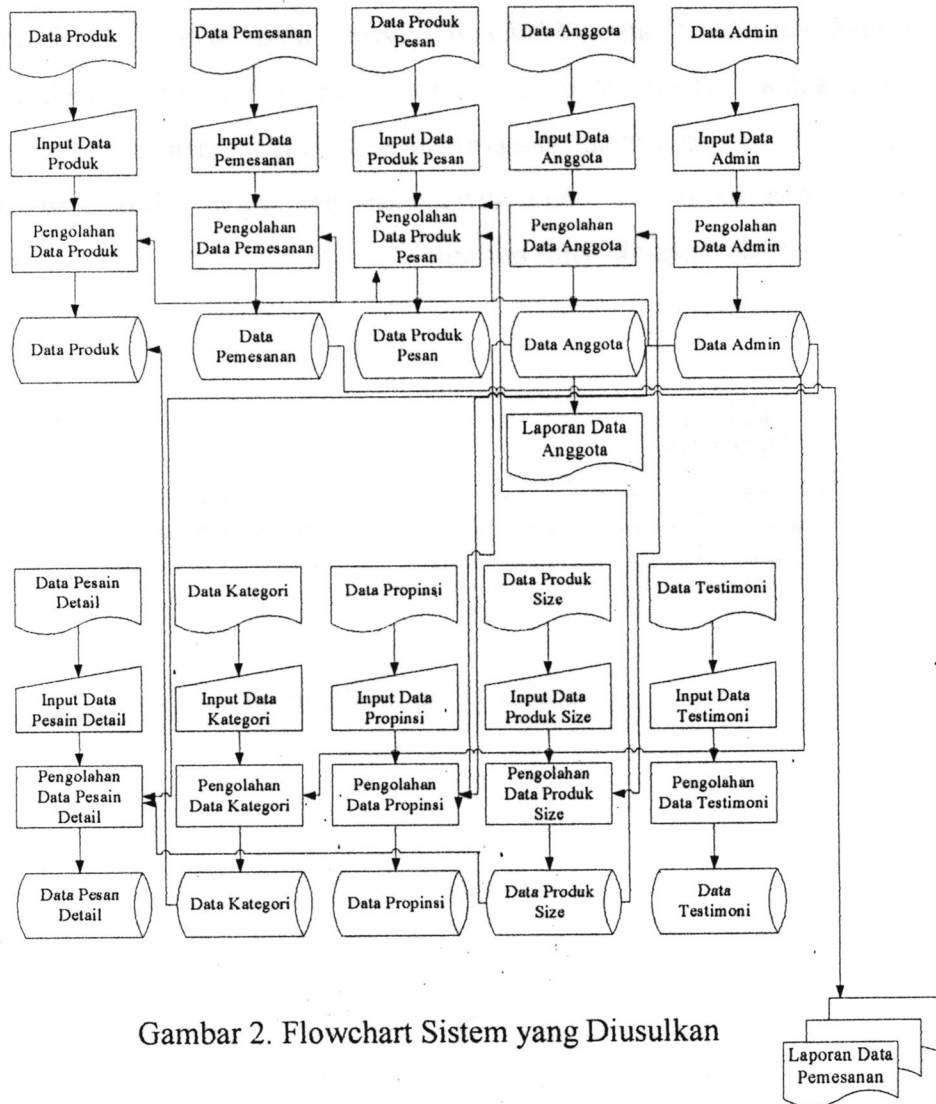 Data Produk
Data Pemesanan
Data Produk
Pesan
Data Anggota
Data Admin
Input Data
Produk
Input Data
Pemesanan
Input Data
Produk Pesan
Input Data
Anggota
Input Data
Admin
Pengolahan
Data Produk
Pengolahan
Data Pemesanan
Pengolahan
Data Produk
Pesan
Pengolahan
Data Anggota
Pengolahan
Data Admin
Data Produk
Data
Pemesanan
Data Produk
Pesan
Data Anggota
Data Admin
Laporan Data
Anggota
Data Pesain
Detail
Data Kategori
Data Propinsi
Data Produk
Size
Data Testimoni
Input Data
Pesain Detail
Input Data
Kategori
Input Data
Propinsi
Input Data
Produk Size
Input Data
Testimoni
Pengolahan
Data Pesain
Detail
Pengolahan
Data Kategori
Pengolahan
Data Propinsi
Pengolahan
Data Produk
Size
Pengolahan
Data Testimoni
Data Pesan
Detail
Data Kategori
Data Propinsi
Data Produk
Size
Data
Testimoni
Gambar 2. Flowchart Sistem yang Diusulkan
Laporan Data
Pemesanan